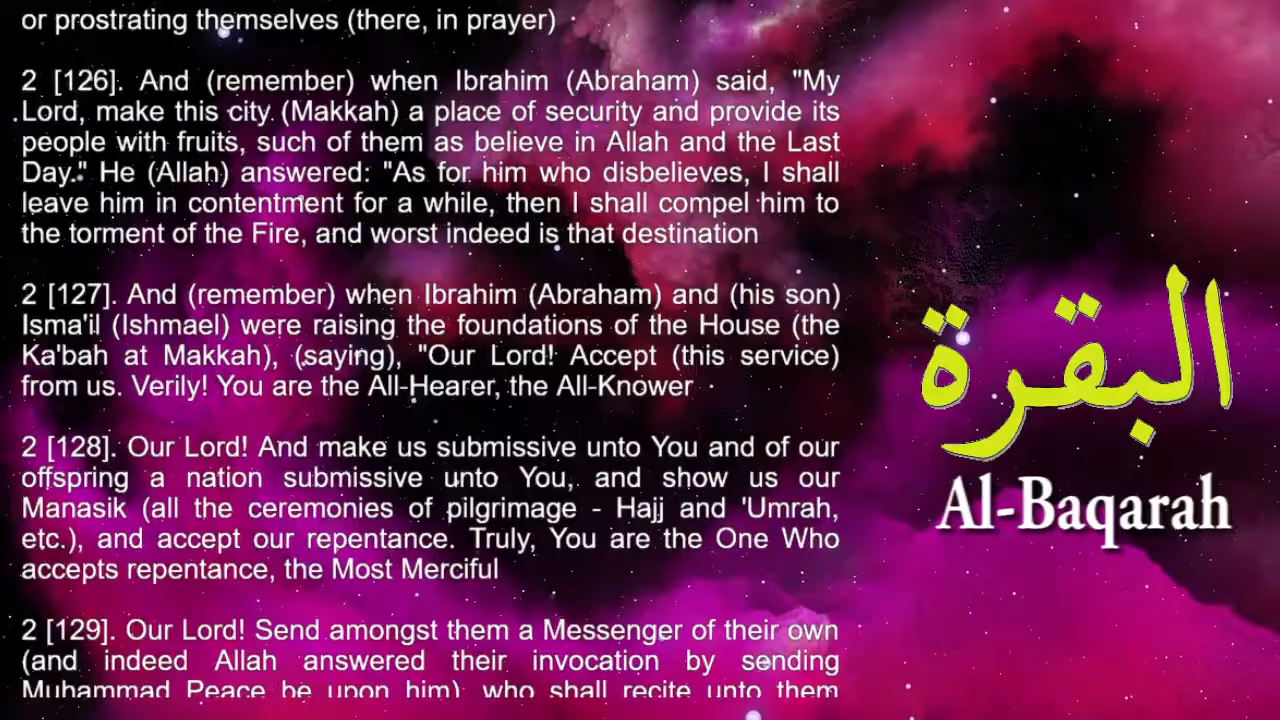 or prostrating themselves (there, in prayer)
2 [126]. And (remember) when Ibrahim (Abraham) said, "My
Lord, make this city (Makkah) a place of security and provide its
people with fruits, such of them as believe in Allah and the Last
Day." He (Allah) answered: "As for him who disbelieves, I shall
leave him in contentment for a while, then I shall compel him to
the torment of the Fire, and worst indeed is that destination
2 [127]. And (remember) when Ibrahim (Abraham) and (his son)
Isma'il (Ishmael) were raising the foundations of the House (the
Ka'bah at Makkah), (saying), "Our Lord! Accept (this service)
from us. Verily! You are the All-Hearer, the All-Knower
2 [128]. Our Lord! And make us submissive unto You and of our
offspring a nation submissive unto You, and show us our
Manasik (all the ceremonies of pilgrimage - Hajj and 'Umrah,
etc.), and accept our repentance. Truly, You are the One Who
accepts repentance, the Most Merciful
2 [129]. Our Lord! Send amongst them a Messenger of their own
(and indeed Allah answered their invocation by sending
Muhammad Peace be upon him), who shall recite unto them
البقرة
Al-Baqarah